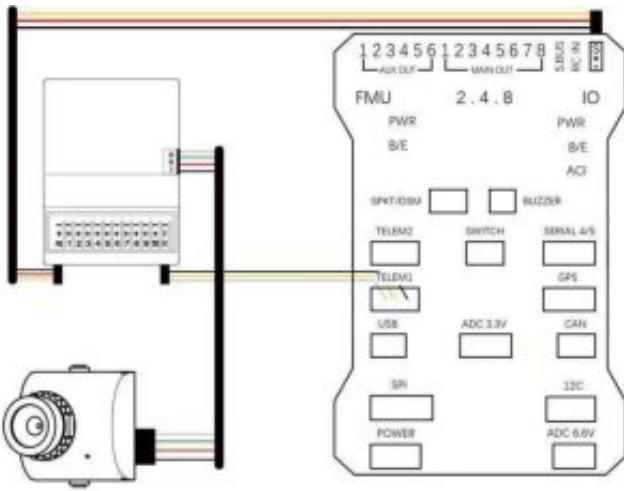 1 2 3 4 5 6 1 2 3 4 5 6 7 8
AUX OUT MAIN OUT
S.BUS
RC IN
FMU 2.4.8 IO
PWR PWR
B/E B/E
ACI
SPKT/DSM BUZZER
TELEM2 SWITCH SERIAL 4/5
TELEM1 GPS
USB ADC 3.3V CAN
SPI 12C
POWER ADC 6.6V